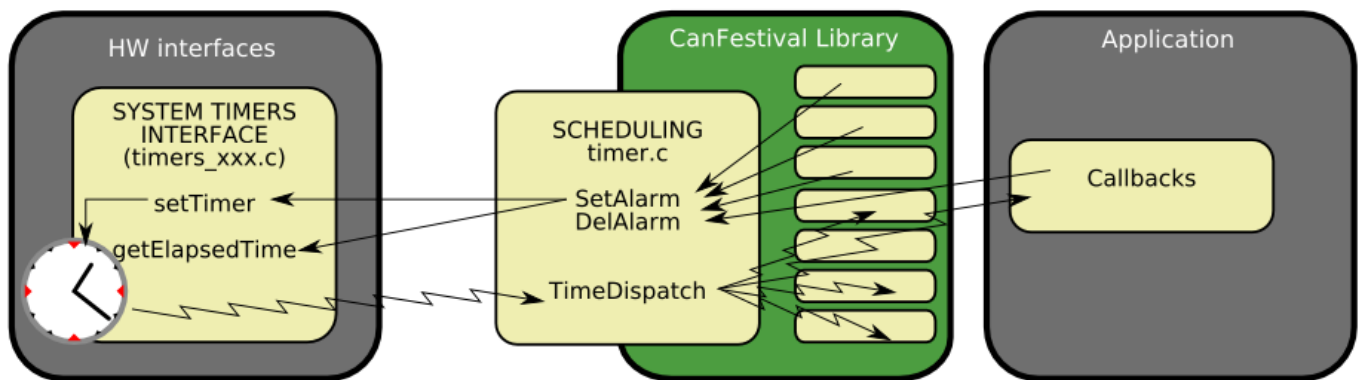 HW interfaces
SYSTEM TIMERS
INTERFACE
(timers_xxx.c)
setTimer
getElapsedTime
SCHEDULING
timer.c
SetAlarm
DelAlarm
TimeDispatch
CanFestival Library
Application
Callbacks